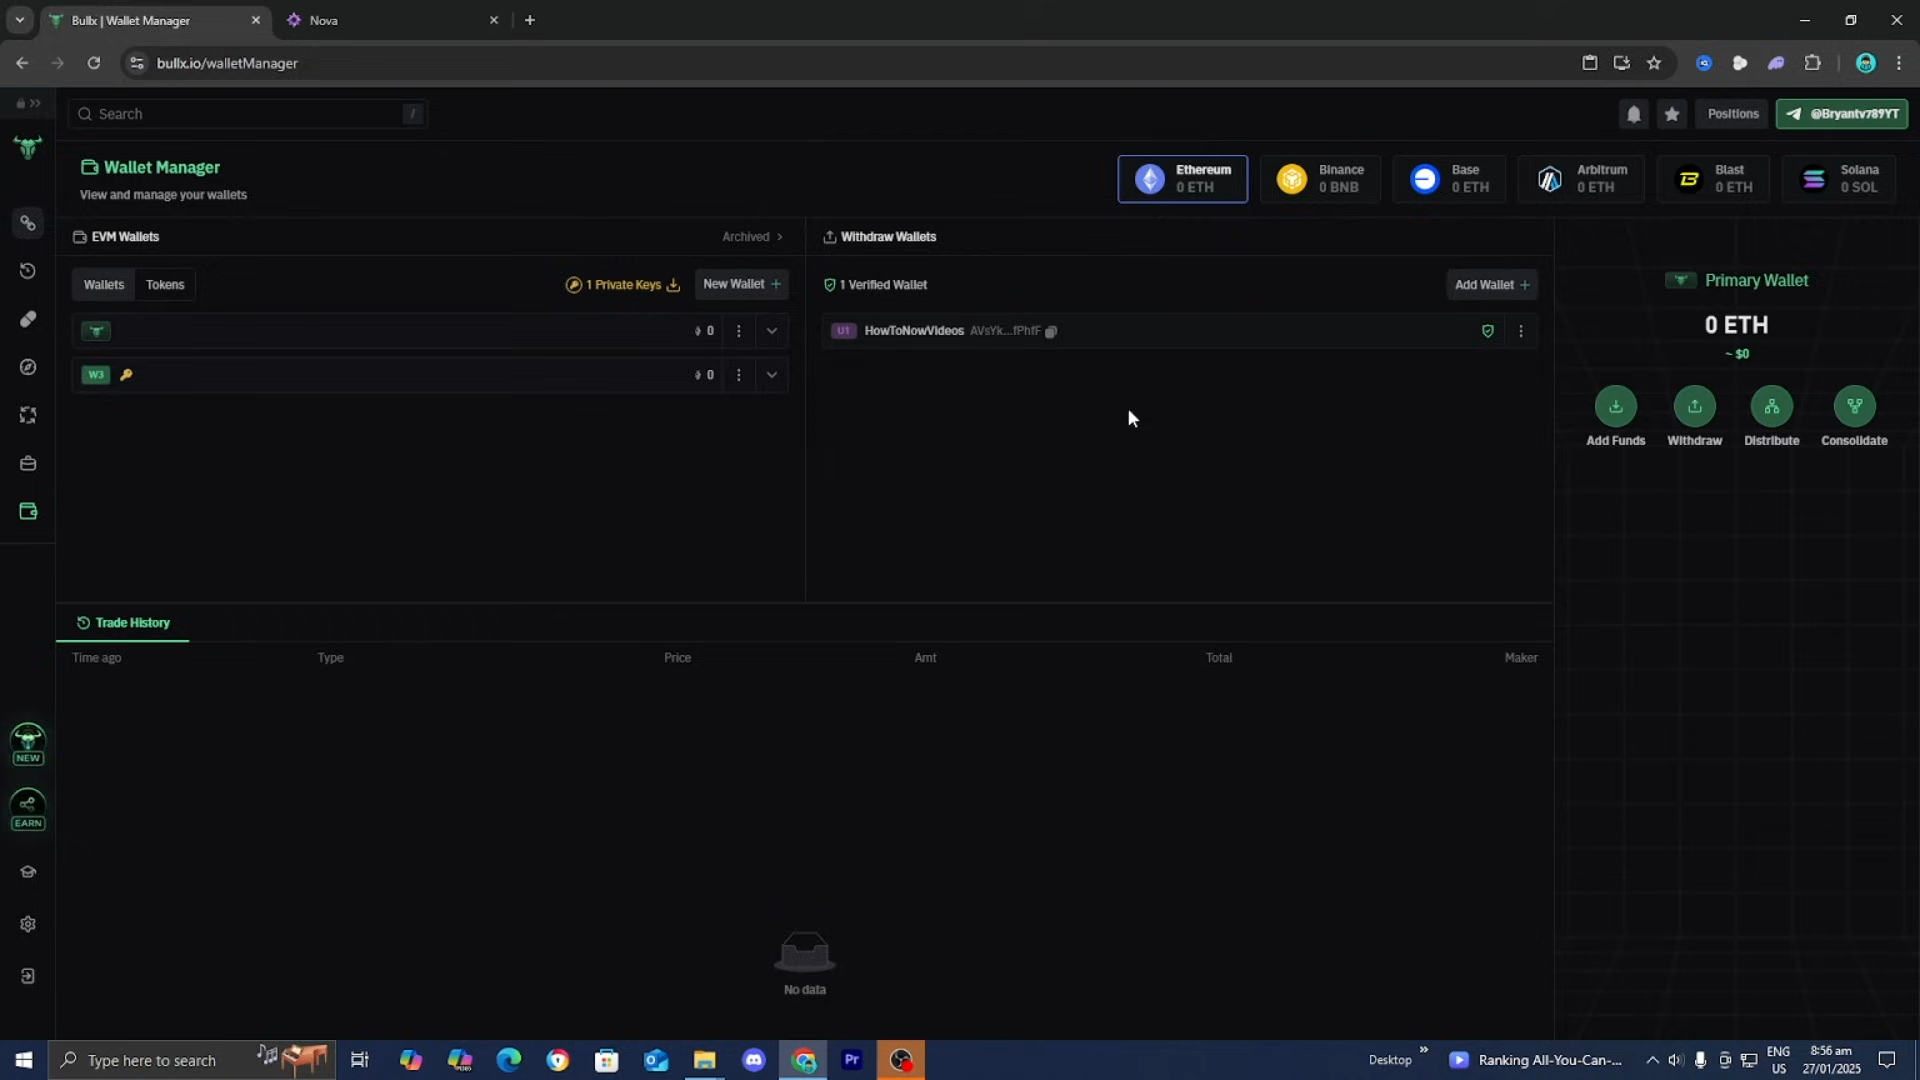 Bullx | Wallet Manager
Nova
bullx.io/walletManager
Search /
Positions
@Bryantv789YT
Wallet Manager
View and manage your wallets
Ethereum
0 ETH
Binance
0 BNB
Base
0 ETH
Arbitrum
0 ETH
Blast
0 ETH
Solana
0 SOL
EVM Wallets
Archived >
Withdraw Wallets
Wallets
Tokens
1 Private Keys
New Wallet +
1 Verified Wallet
Add Wallet +
Primary Wallet
0
U1 HowToNowVIdeos AVsYk...fPhfF
0 ETH
~ $0
W3
0
Add Funds
Withdraw
Distribute
Consolidate
Trade History
Time ago
Type
Price
Amt
Total
Maker
NEW
EARN
No data
Type here to search
Pr
Desktop
Ranking All-You-Can-...
ENG
US
8:56 am
27/01/2025